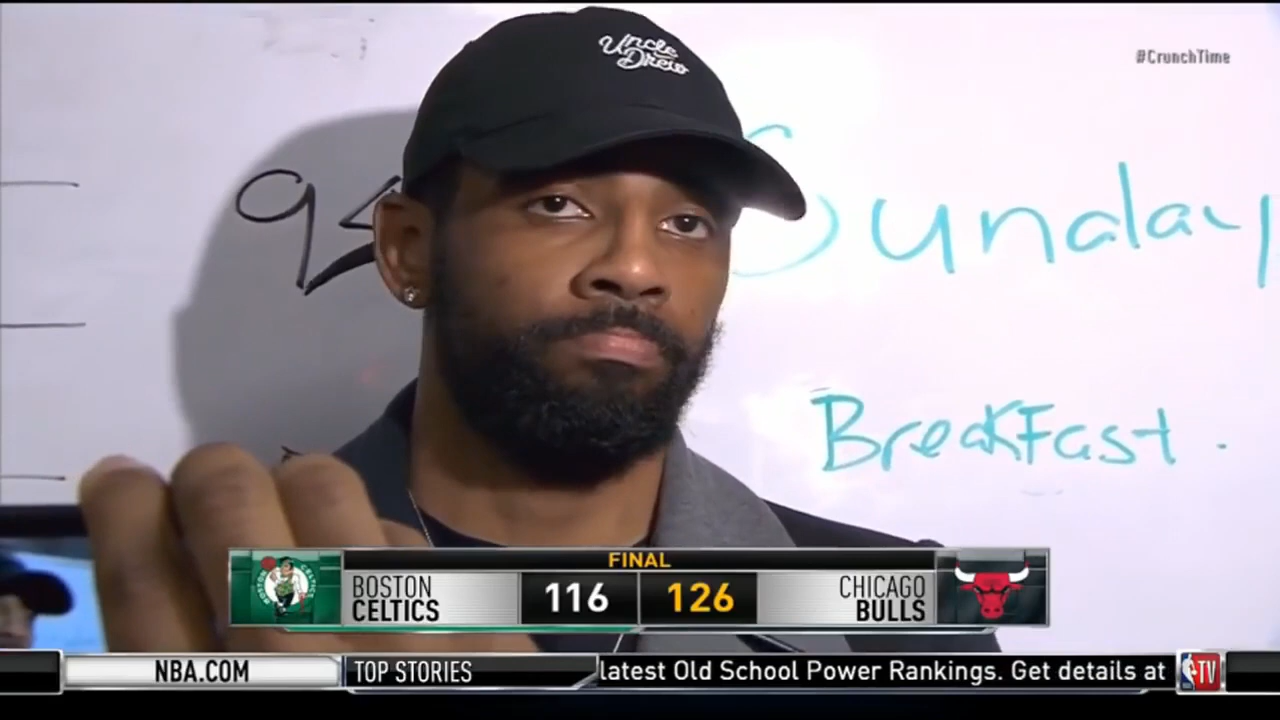 Uncle
Drew
#CrunchTime
Sunday
BreakFast.
FINAL
BOSTON
CELTICS
116
126
CHICAGO
BULLS
NBA.COM
TOP STORIES
latest Old School Power Rankings. Get details at
TV